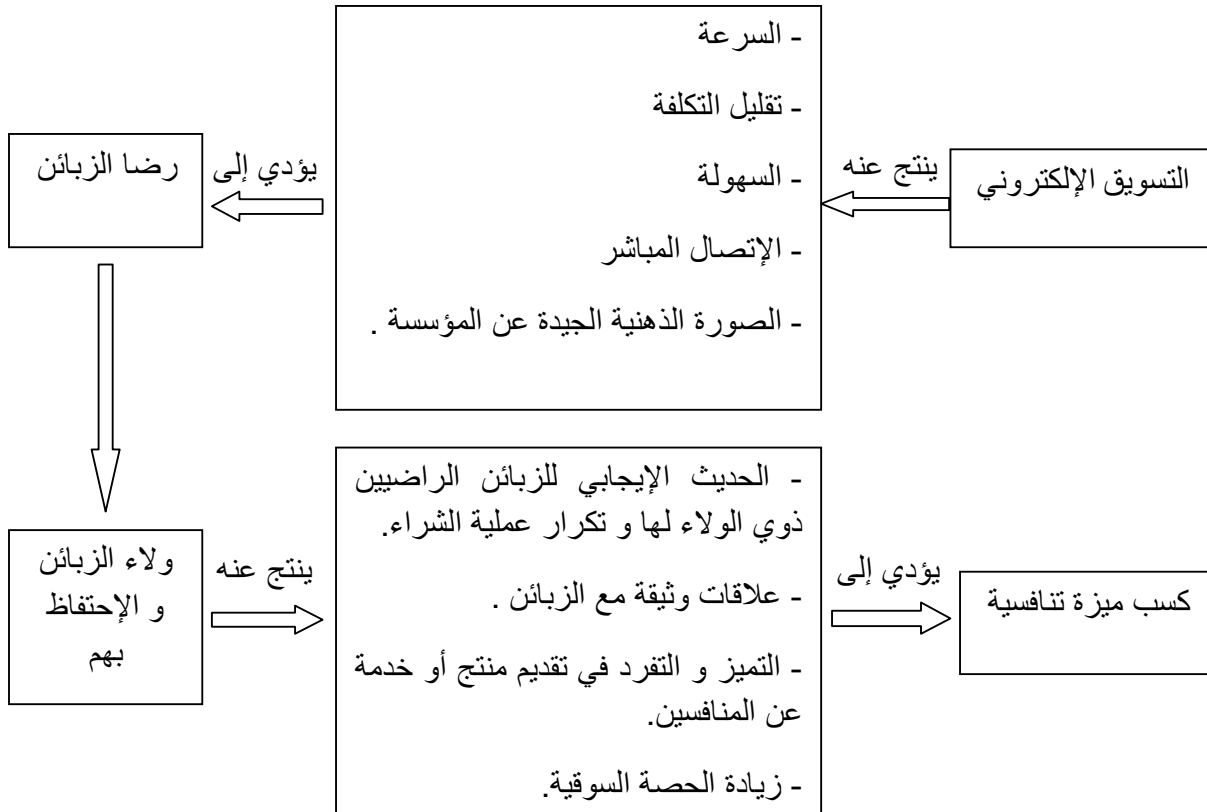 التسويق الإلكتروني
ينتج عنه
- السرعة
- تقليل التكلفة
- السهولة
- الإتصال المباشر
- الصورة الذهنية الجيدة عن المؤسسة .
يؤدي إلى
رضا الزبائن
ولاء الزبائن
و الإحتفاظ
بهم
ينتج عنه
- الحديث الإيجابي للزبائن الراضيين
ذوي الولاء لها و تكرار عملية الشراء.
- علاقات وثيقة مع الزبائن .
- التميز و التفرد في تقديم منتج أو خدمة
عن المنافسين.
- زيادة الحصة السوقية.
يؤدي إلى
كسب ميزة تنافسية